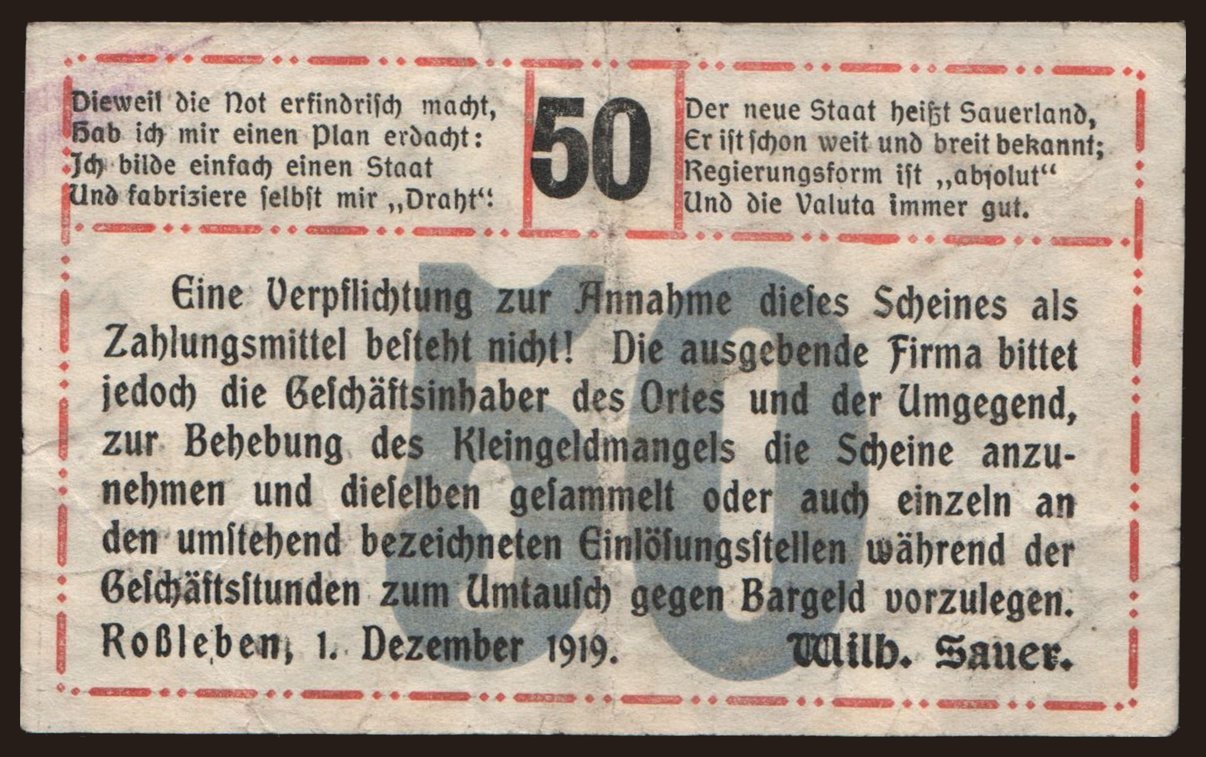 Dieweil die Not erfindrisch macht,
Hab ich mir einen Plan erdacht:
Ich bilde einfach einen Staat
Und fabriziere selbst mir „Draht“:
50
Der neue Staat heißt Sauerland,
Er ist schon weit und breit bekannt;
Regierungsform ist „absolut“
Und die Valuta immer gut.
50
Eine Verpflichtung zur Annahme dieses Scheines als
Zahlungsmittel besteht nicht! Die ausgebende Firma bittet
jedoch die Geschäftsinhaber des Ortes und der Umgegend,
zur Behebung des Kleingeldmangels die Scheine anzu-
nehmen und dieselben gesammelt oder auch einzeln an
den umstehend bezeichneten Einlösungsstellen während der
Geschäftsstunden zum Umtausch gegen Bargeld vorzulegen.
Roßleben, 1. Dezember 1919. Wilh. Sauer.